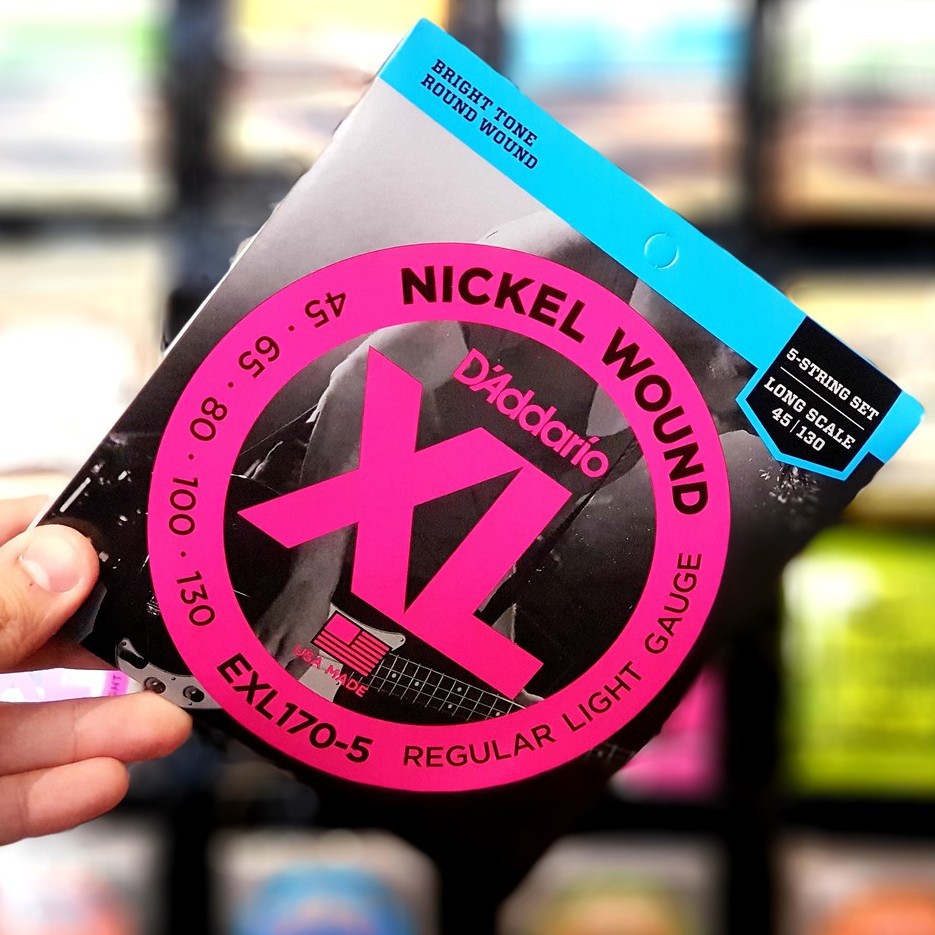 BRIGHT TONE
ROUND WOUND
5-STRING SET
LONG SCALE
45|130
NICKEL WOUND
45 · 65 · 80 · 100 · 130
D'Addario
XL
USA MADE
EXL170-5
REGULAR LIGHT GAUGE